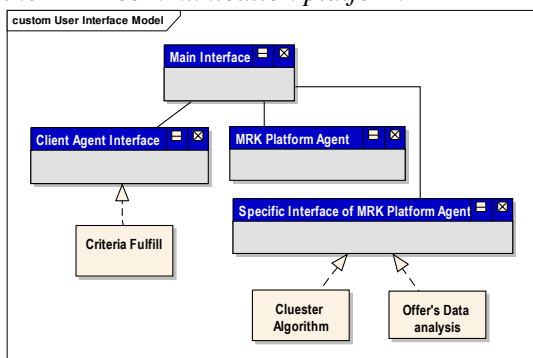 custom User Interface Model
Main Interface
Client Agent Interface
MRK Platform Agent
Specific Interface of MRK Platform Agent
Criteria Fulfill
Cluester
Algorithm
Offer's Data
analysis